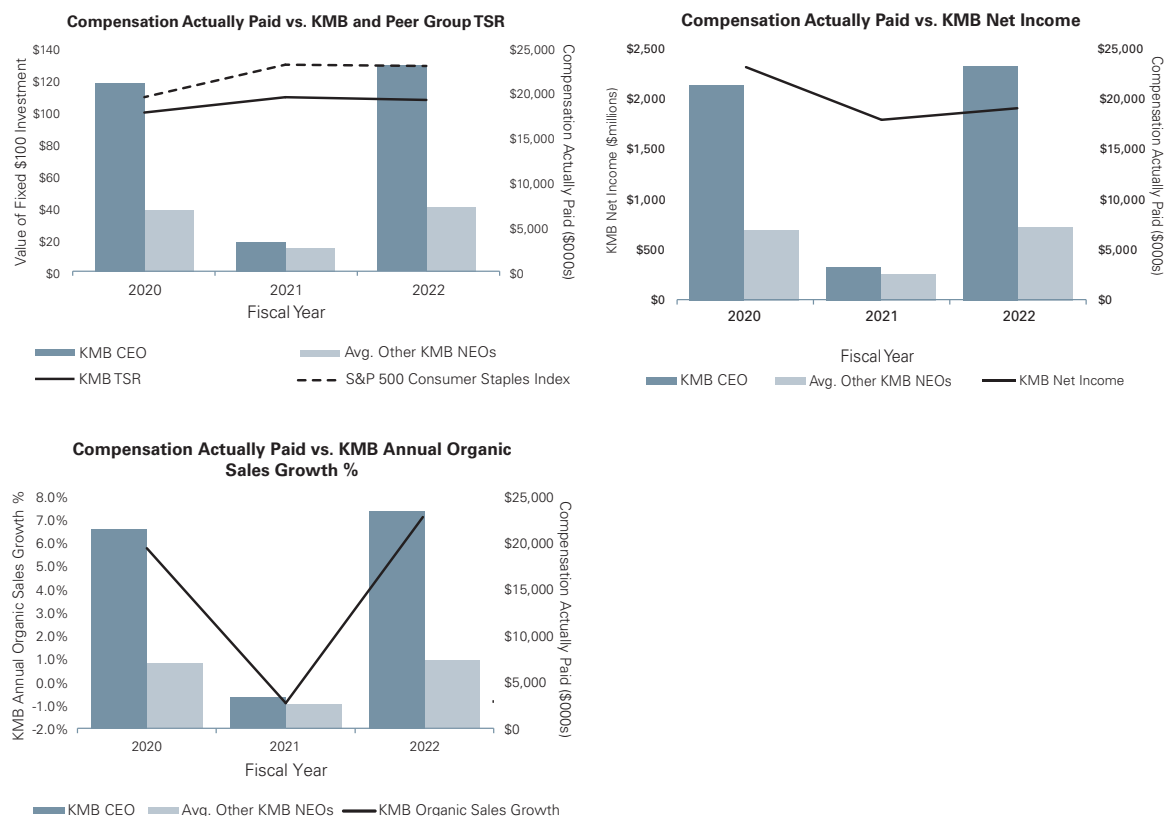 Compensation Actually Paid vs. KMB and Peer Group TSR
Value of Fixed $100 Investment
$140
$120
$100
$80
$60
$40
$20
$0
$25,000
$20,000
$15,000
$10,000
$5,000
$0
Compensation Actually Paid ($000s)
2020
2021
2022
Fiscal Year
KMB CEO
Avg. Other KMB NEOs
KMB TSR
S&P 500 Consumer Staples Index
Compensation Actually Paid vs. KMB Net Income
KMB Net Income ($millions)
$2,500
$2,000
$1,500
$1,000
$500
$0
$25,000
$20,000
$15,000
$10,000
$5,000
$0
Compensation Actually Paid ($000s)
2020
2021
2022
Fiscal Year
KMB CEO
Avg. Other KMB NEOs
KMB Net Income
Compensation Actually Paid vs. KMB Annual Organic
Sales Growth %
KMB Annual Organic Sales Growth %
8.0%
7.0%
6.0%
5.0%
4.0%
3.0%
2.0%
1.0%
0.0%
-1.0%
-2.0%
$25,000
$20,000
$15,000
$10,000
$5,000
$0
Compensation Actually Paid ($000s)
2020
2021
2022
Fiscal Year
KMB CEO
Avg. Other KMB NEOs
KMB Organic Sales Growth